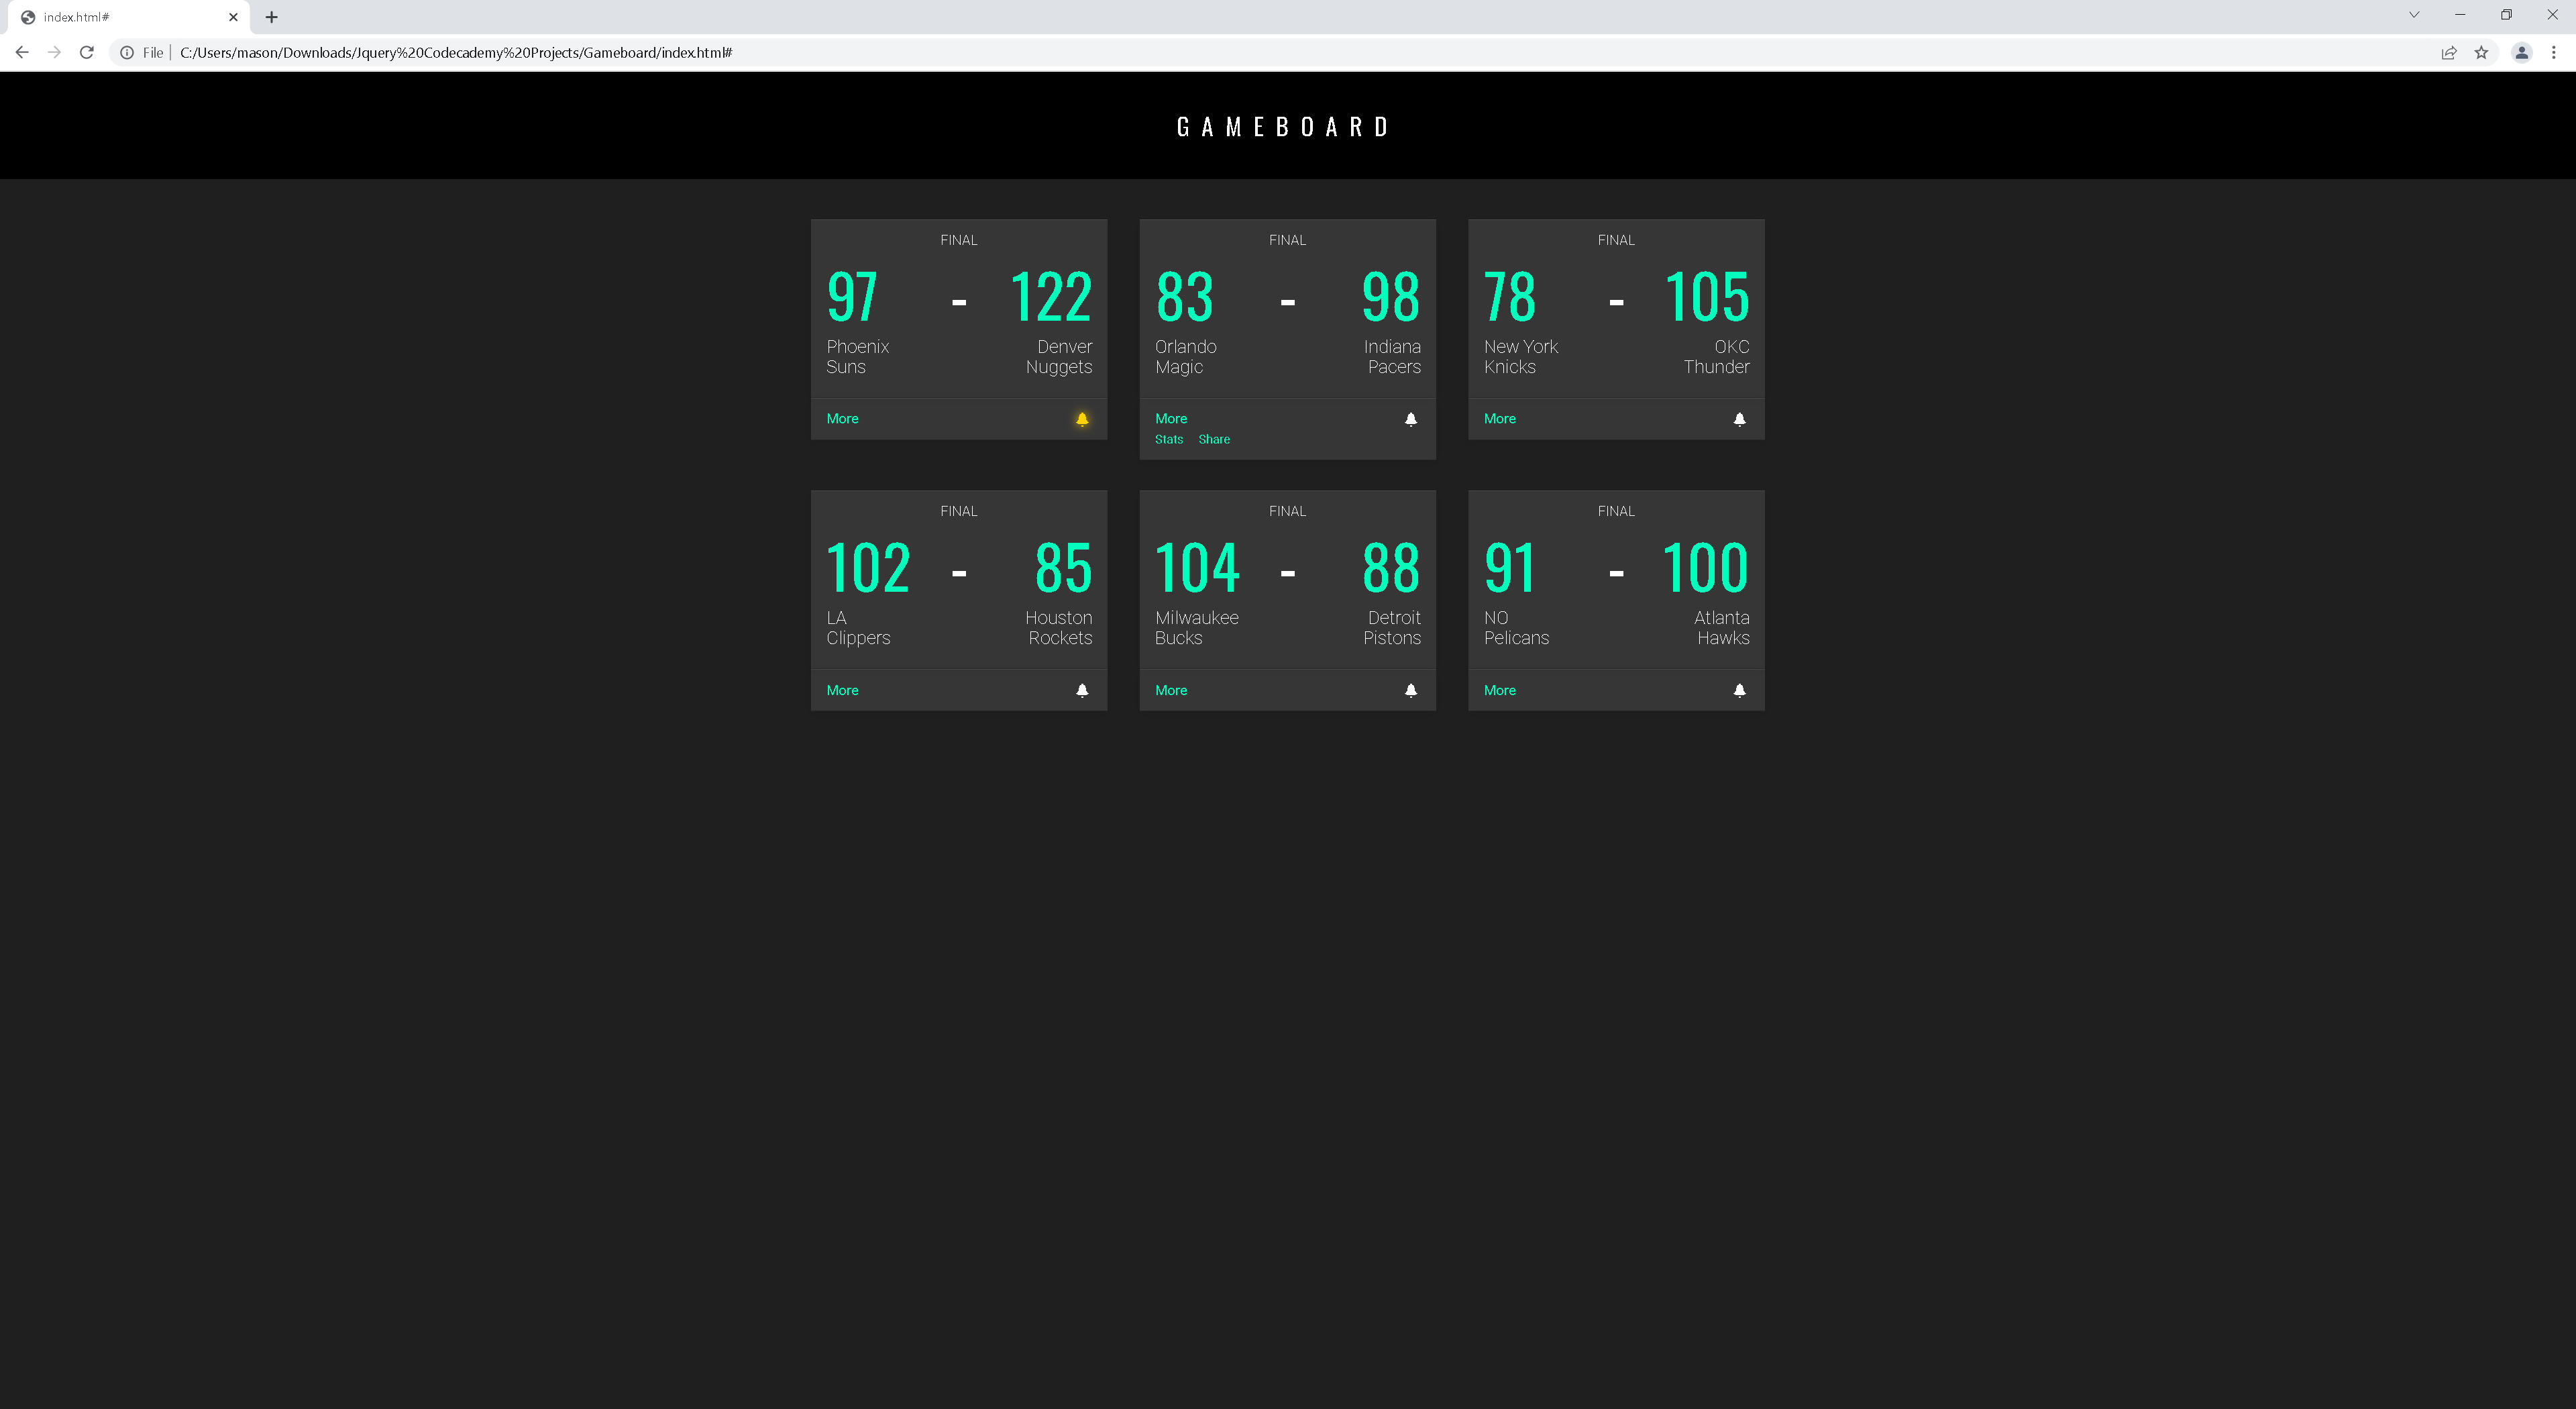 index.html#
File | C:/Users/mason/Downloads/Jquery%20Codecademy%20Projects/Gameboard/index.html#
GAMEBOARD
FINAL
97 - 122
Phoenix Suns
Denver Nuggets
More
FINAL
83 - 98
Orlando Magic
Indiana Pacers
More
Stats Share
FINAL
78 - 105
New York Knicks
OKC Thunder
More
FINAL
102 - 85
LA Clippers
Houston Rockets
More
FINAL
104 - 88
Milwaukee Bucks
Detroit Pistons
More
FINAL
91 - 100
NO Pelicans
Atlanta Hawks
More